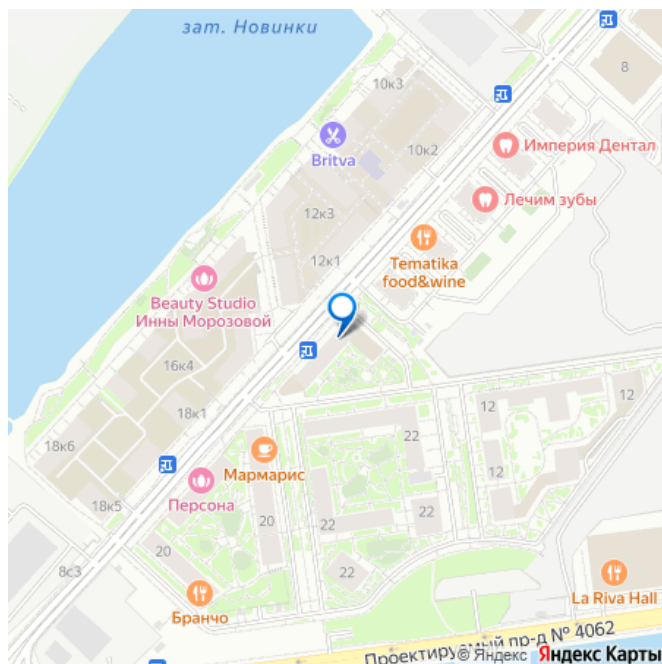 зат. Новинки
8
10к3
Britva
10к2
Империя Дентал
Лечим зубы
12к3
Tematika
food&wine
12к1
Beauty Studio
Инны Морозовой
16к4
18к1
12
12
22
18к6
12
Мармарис
22
18к5
Персона
20
22
20
8с3
22
Бранчо
La Riva Hall
Проектируемый пр-д № 4062
© Яндекс Яндекс Карты